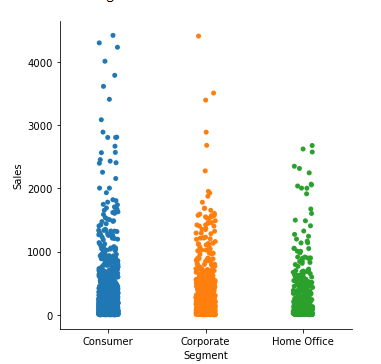 4000
3000
2000
1000
0
Sales
Consumer
Corporate
Home Office
Segment